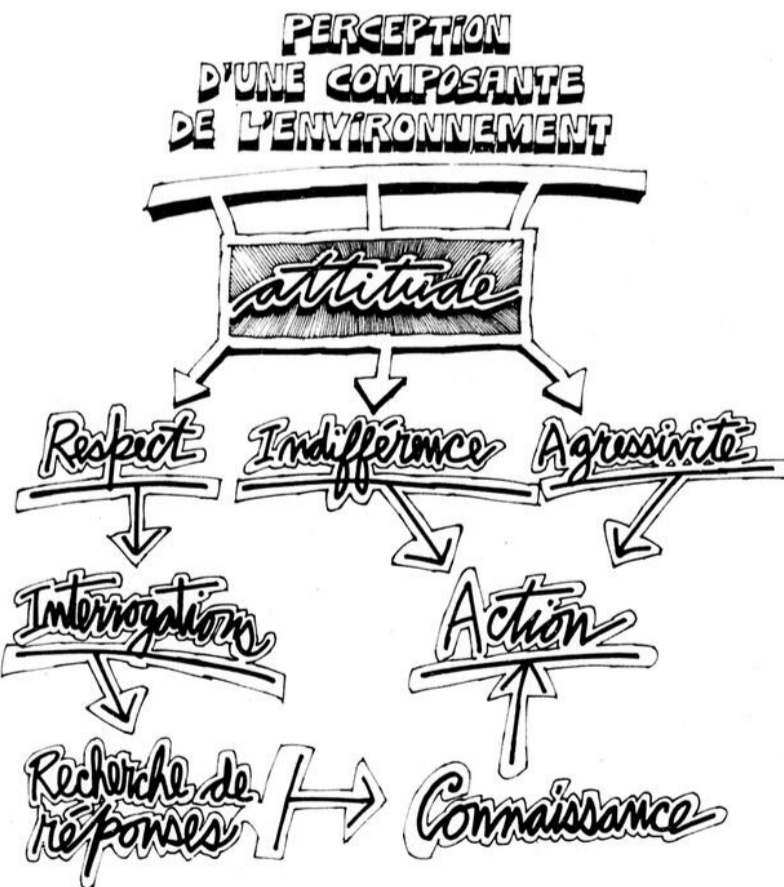 PERCEPTION
D'UNE COMPOSANTE
DE L'ENVIRONNEMENT
attitude
Respect Indifférence Agressivité
Interrogations Action
Recherche de
réponses Connaissance